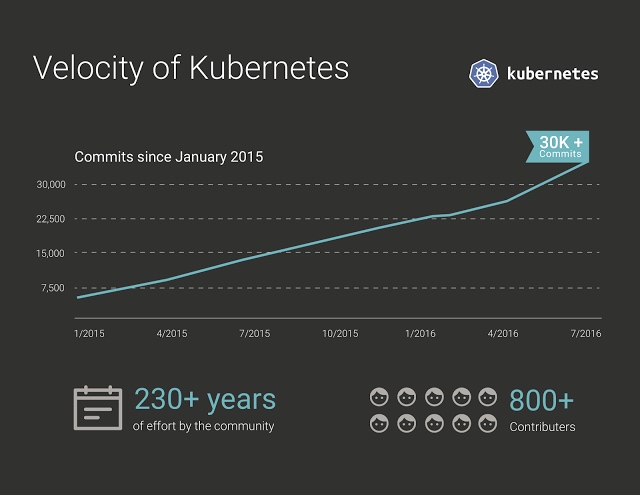 Velocity of Kubernetes
kubernetes
Commits since January 2015
30K +
Commits
30,000
22,500
15,000
7,500
1/2015 4/2015 7/2015 10/2015 1/2016 4/2016 7/2016
230+ years
of effort by the community
800+
Contributers